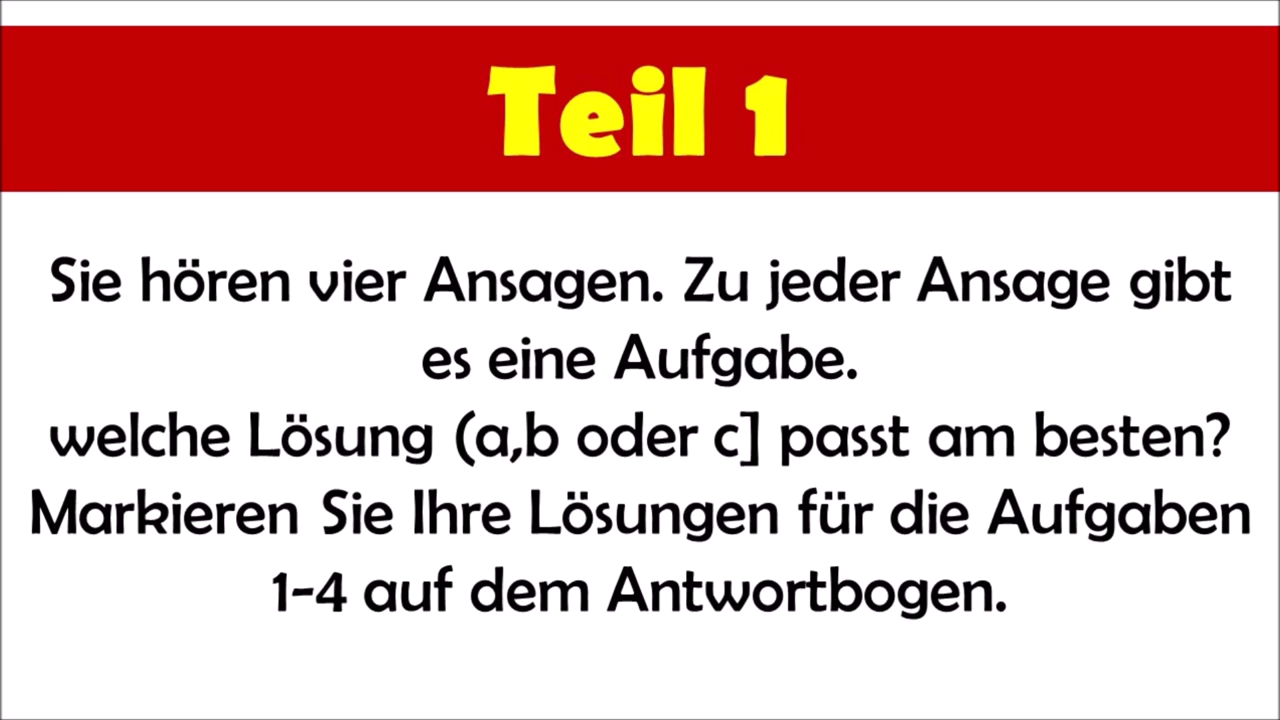 Teil 1
Sie hören vier Ansagen. Zu jeder Ansage gibt
es eine Aufgabe.
welche Lösung (a,b oder c] passt am besten?
Markieren Sie Ihre Lösungen für die Aufgaben
1-4 auf dem Antwortbogen.